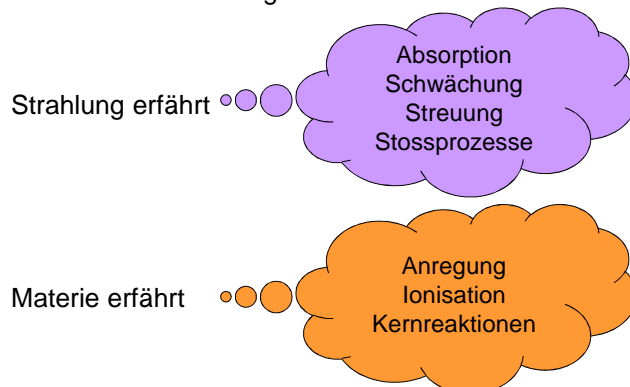 Strahlung erfährt
Absorption
Schwächung
Streuung
Stossprozesse
Materie erfährt
Anregung
Ionisation
Kernreaktionen